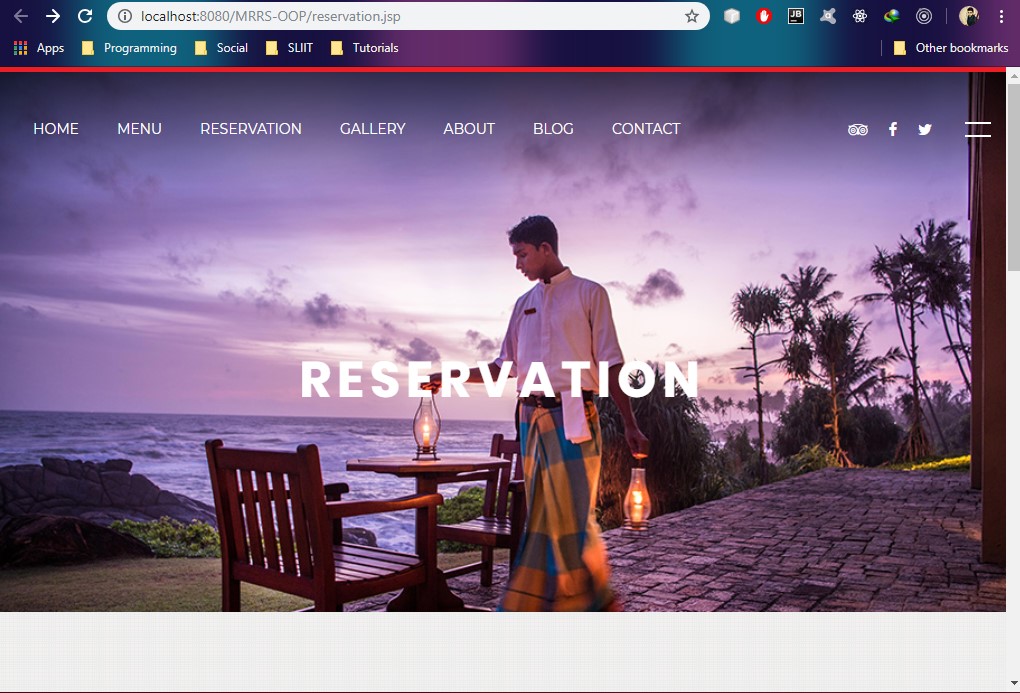 localhost:8080/MRRS-OOP/reservation.jsp
JB
Apps Programming Social SLIIT Tutorials Other bookmarks
HOME MENU RESERVATION GALLERY ABOUT BLOG CONTACT
RESERVATION